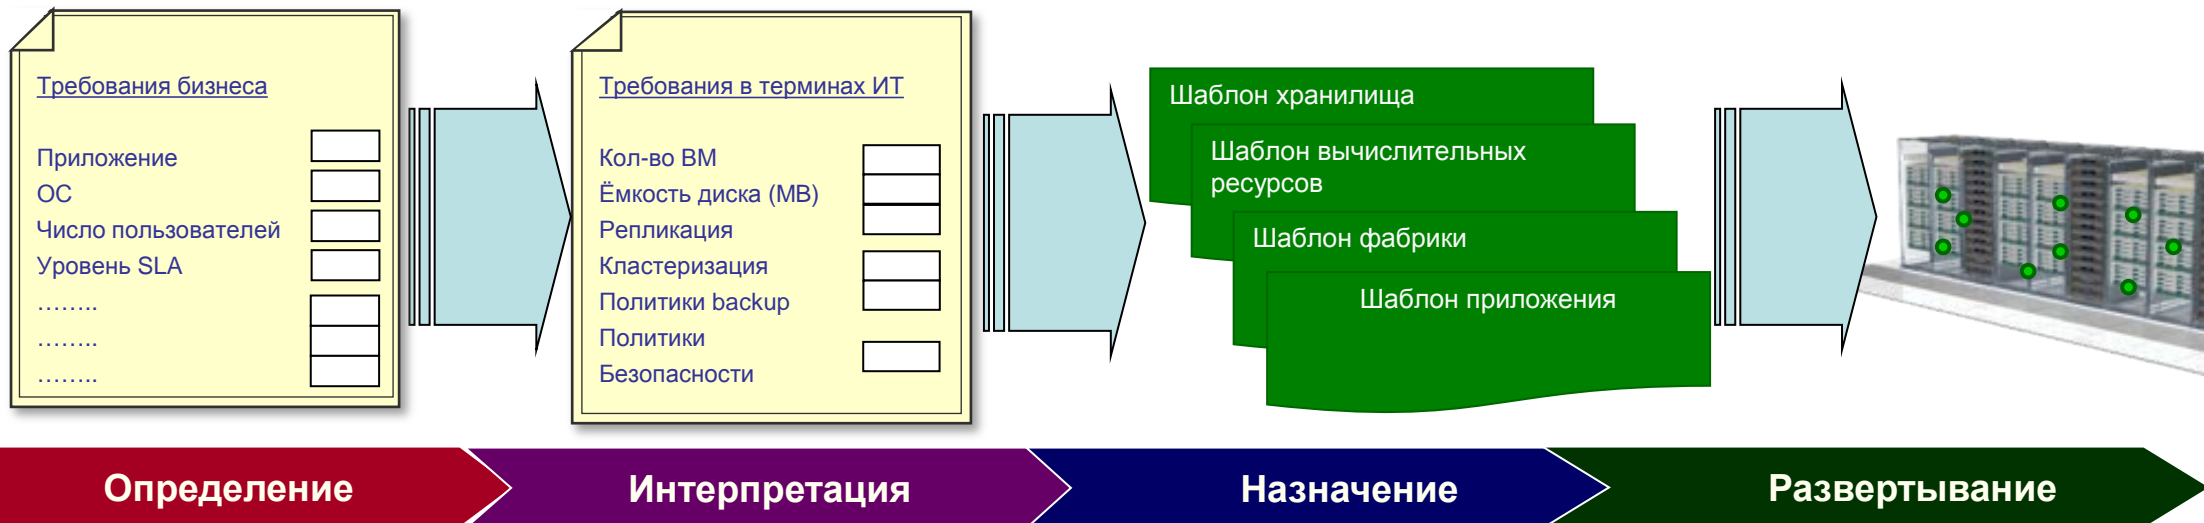 Требования бизнеса
Приложение
ОС
Число пользователей
Уровень SLA
……..
……..
……..
Требования в терминах ИТ
Кол-во ВМ
Ёмкость диска (MB)
Репликация
Кластеризация
Политики backup
Политики
Безопасности
Шаблон хранилища
Шаблон вычислительных
ресурсов
Шаблон фабрики
Шаблон приложения
Определение
Интерпретация
Назначение
Развертывание